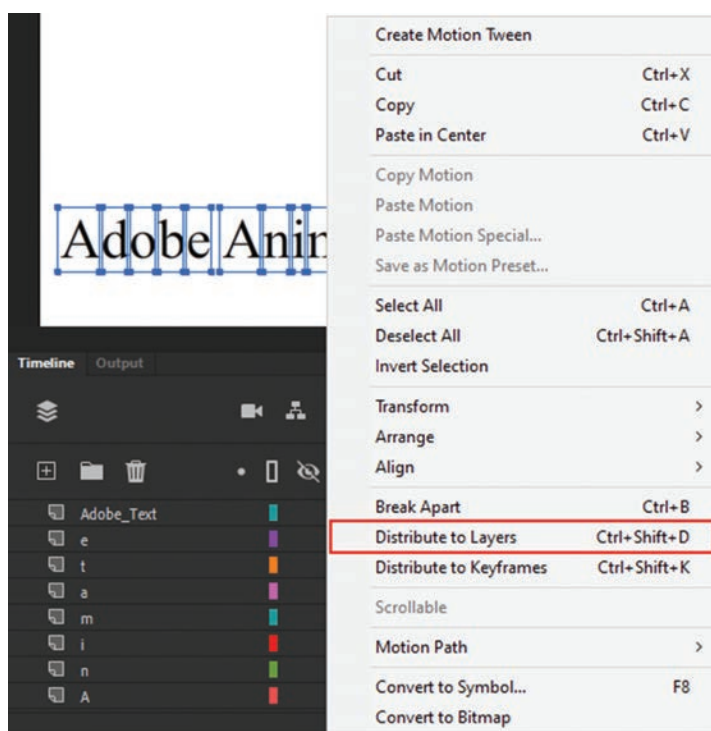 Create Motion Tween
Cut Ctrl+X
Copy Ctrl+C
Paste in Center Ctrl+V
Copy Motion
Paste Motion
Paste Motion Special...
Save as Motion Preset...
Select All Ctrl+A
Deselect All Ctrl+Shift+A
Invert Selection
Transform >
Arrange >
Align >
Break Apart Ctrl+B
Distribute to Layers Ctrl+Shift+D
Distribute to Keyframes Ctrl+Shift+K
Scrollable
Motion Path >
Convert to Symbol... F8
Convert to Bitmap
Adobe Anin
Timeline Output
Adobe_Text
e
t
a
m
i
n
A